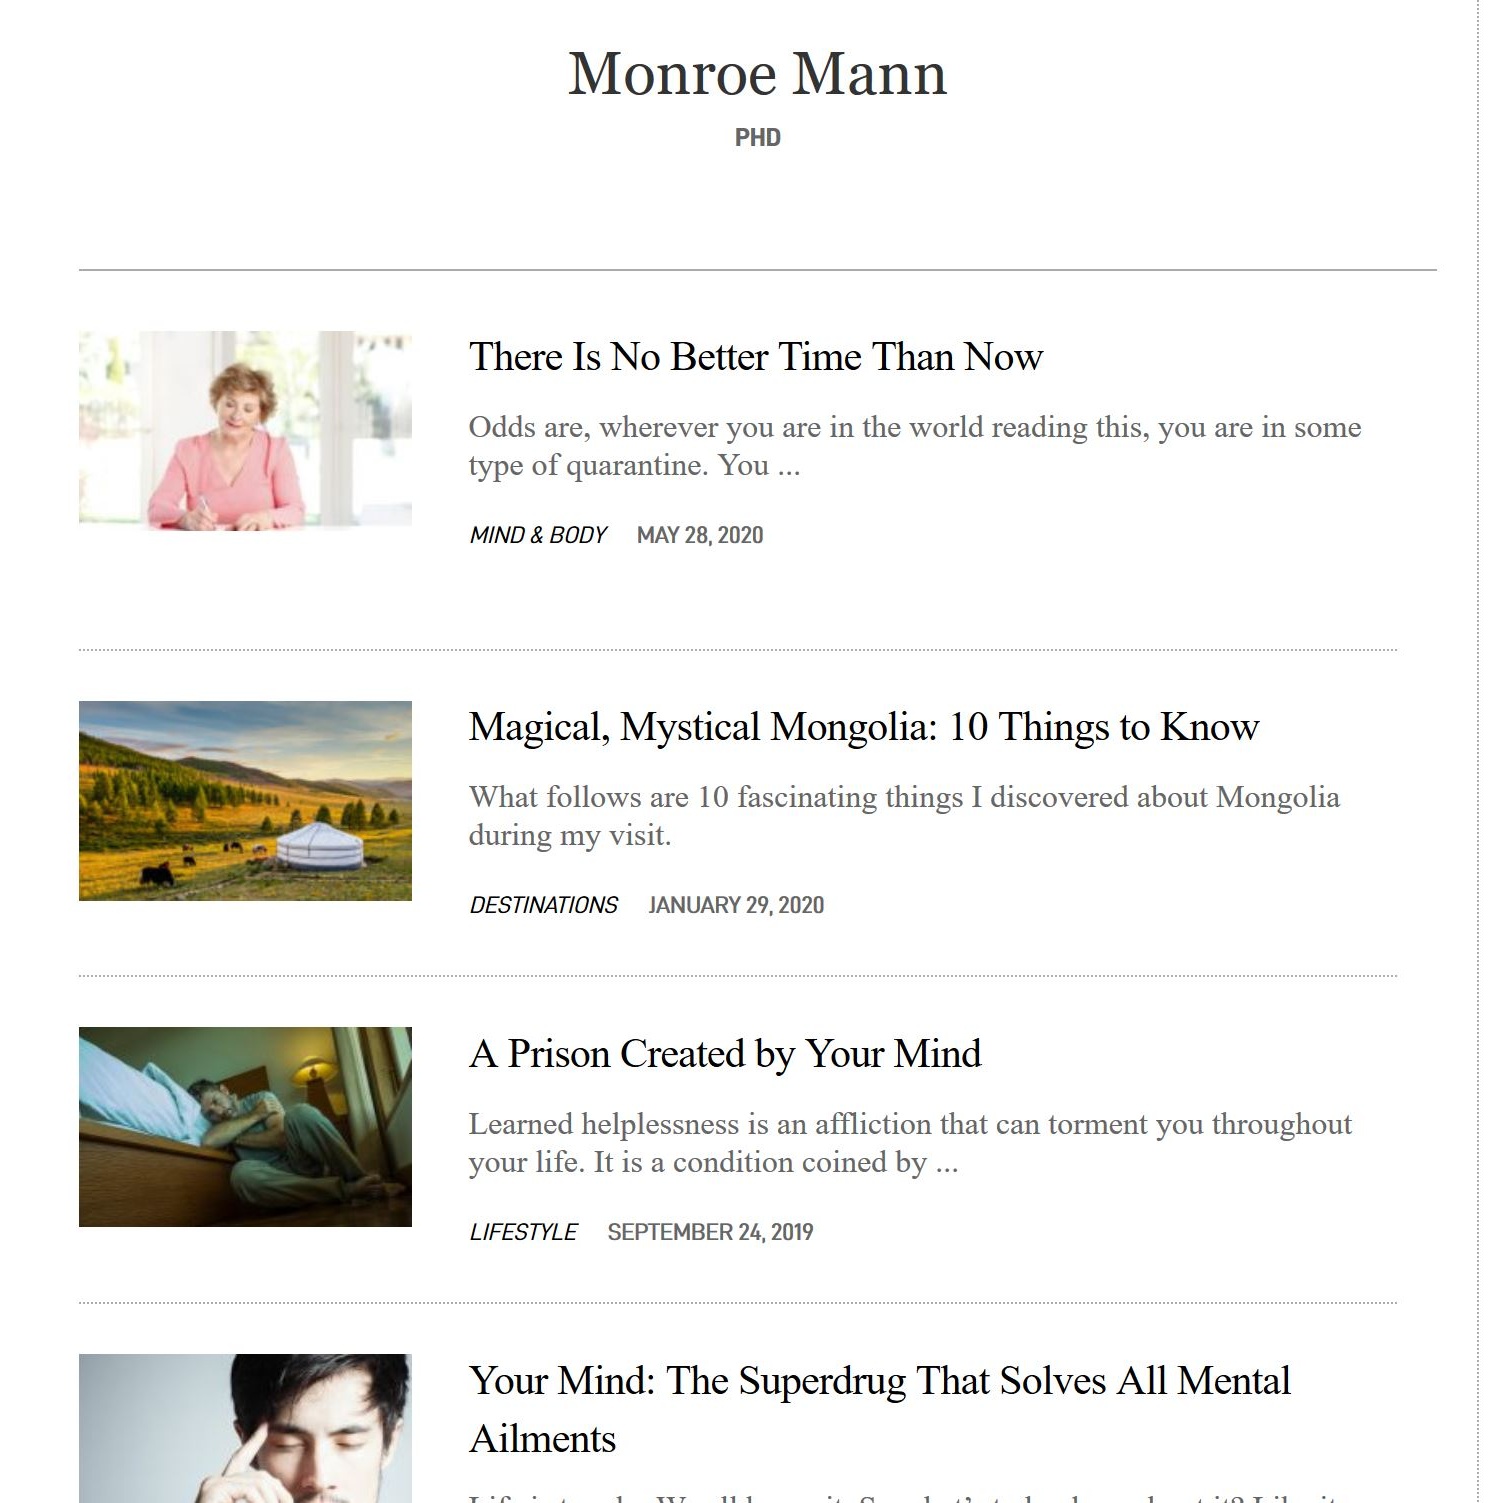 Monroe Mann
PHD
There Is No Better Time Than Now
Odds are, wherever you are in the world reading this, you are in some
type of quarantine. You ...
MIND & BODY MAY 28, 2020
Magical, Mystical Mongolia: 10 Things to Know
What follows are 10 fascinating things I discovered about Mongolia
during my visit.
DESTINATIONS JANUARY 29, 2020
A Prison Created by Your Mind
Learned helplessness is an affliction that can torment you throughout
your life. It is a condition coined by ...
LIFESTYLE SEPTEMBER 24, 2019
Your Mind: The Superdrug That Solves All Mental
Ailments